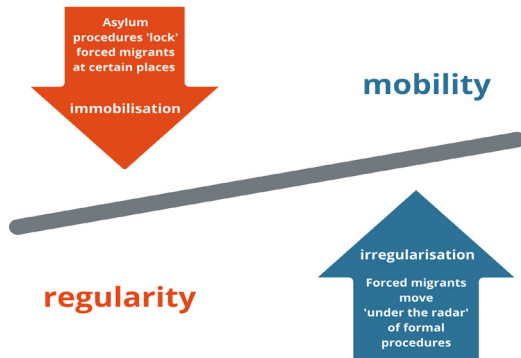 Asylum
procedures 'lock'
forced migrants
at certain places
immobilisation
mobility
regularity
irregularisation
Forced migrants
move
'under the radar'
of formal
procedures